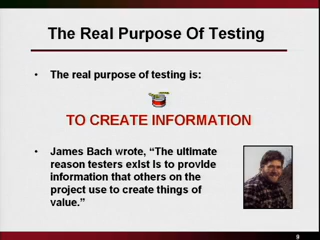 The Real Purpose Of Testing
• The real purpose of testing is:
TO CREATE INFORMATION
• James Bach wrote, “The ultimate
reason testers exist is to provide
information that others on the
project use to create things of
value.”
9